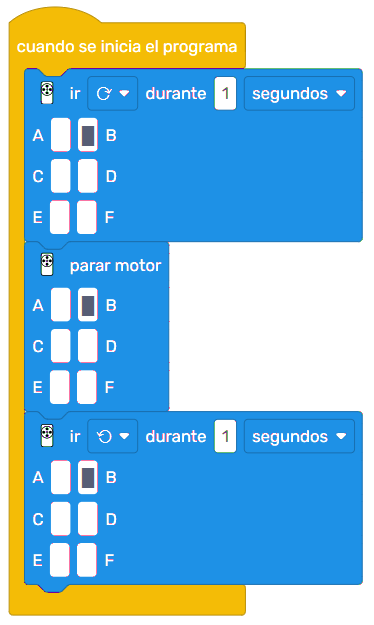 cuando se inicia el programa
ir durante 1 segundos
A B
C D
E F
parar motor
A B
C D
E F
ir durante 1 segundos
A B
C D
E F